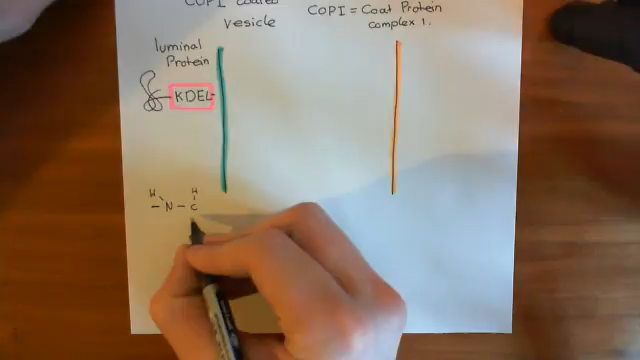 COPI coated
vesicle
COPI = Coat Protein
complex 1.
luminal
Protein
KDEL
H H
– N – C